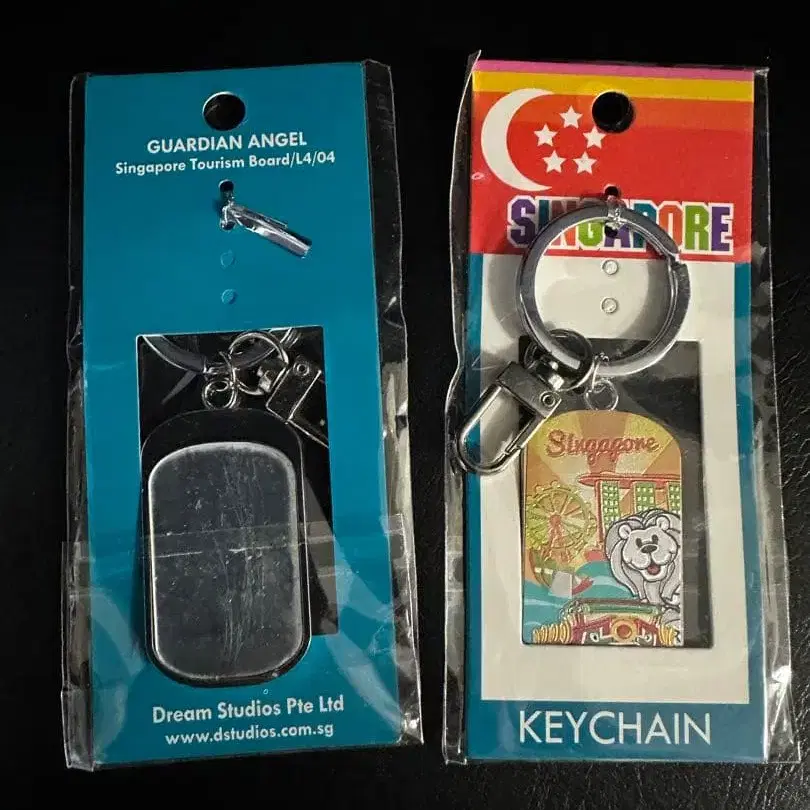 GUARDIAN ANGEL
Singapore Tourism Board/L4/04
Dream Studios Pte Ltd
www.dstudios.com.sg
SINGAPORE
Singapore
KEYCHAIN